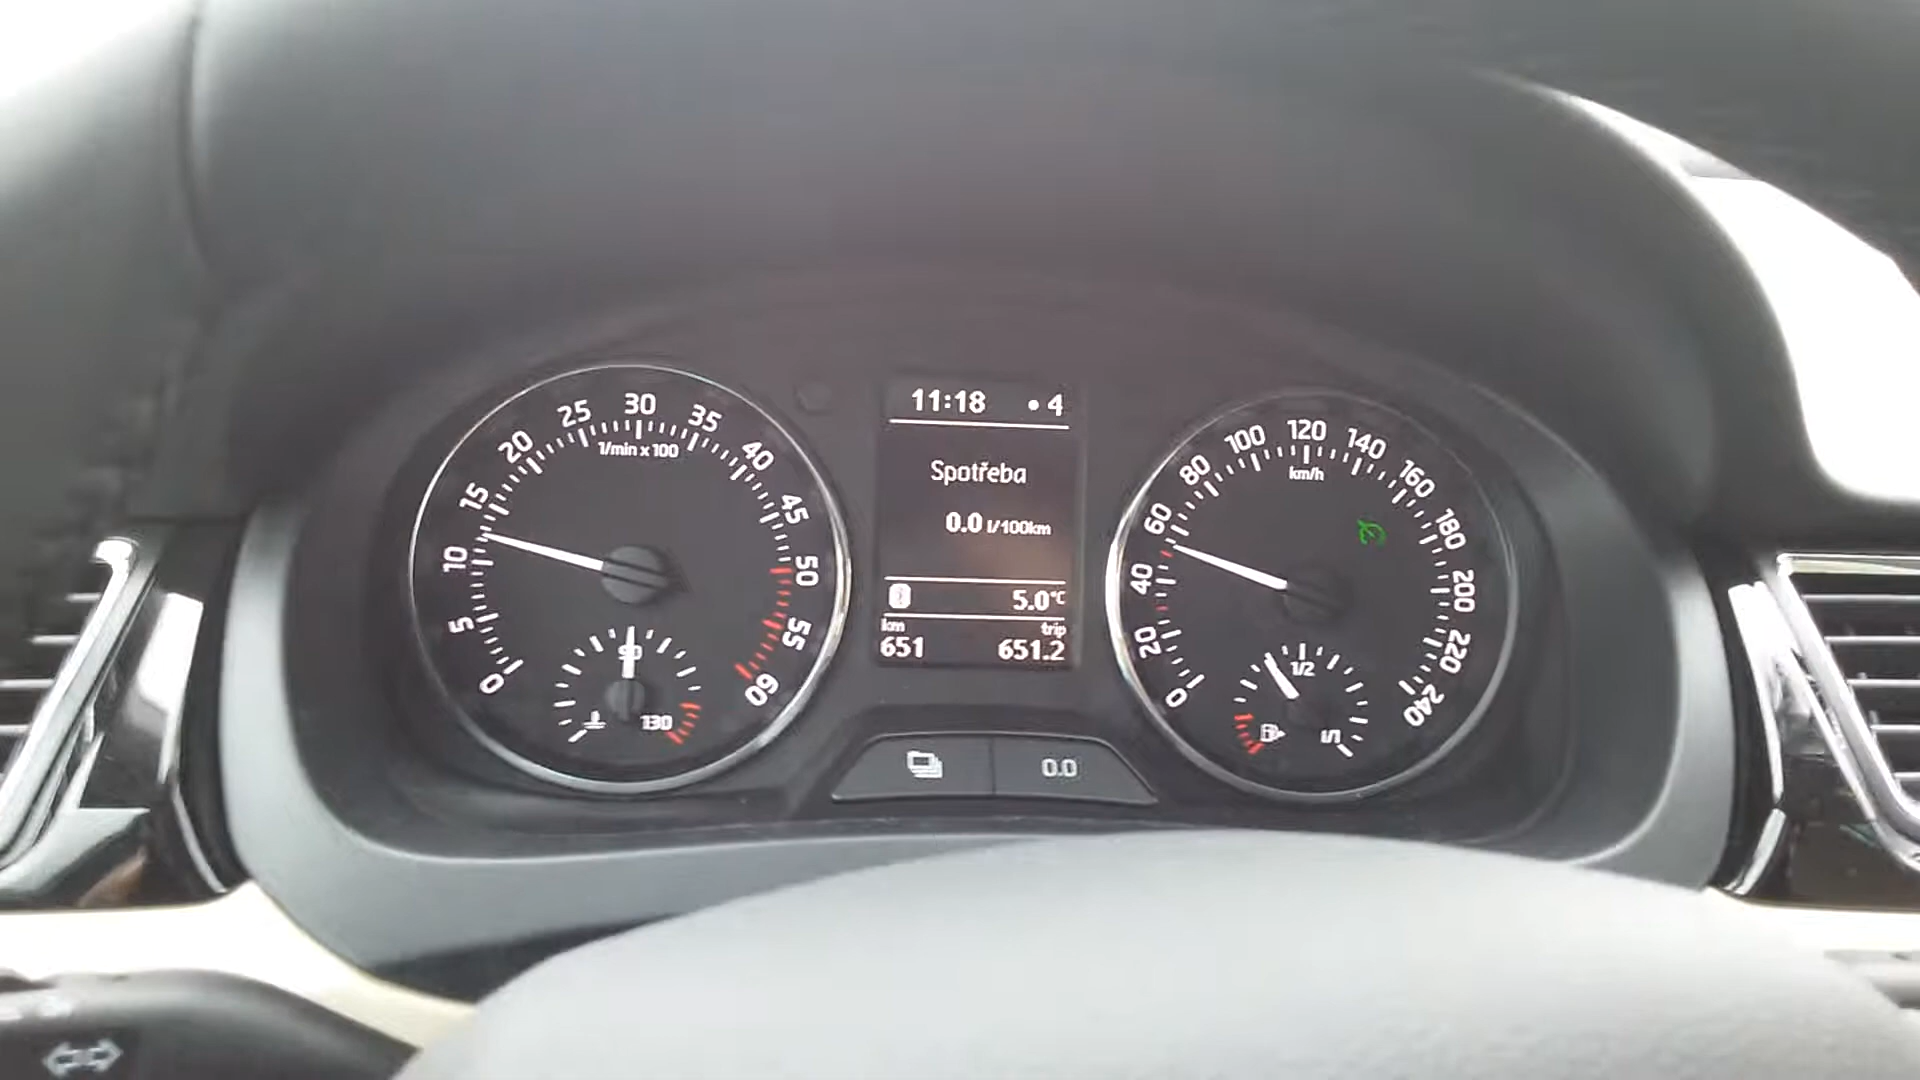 0 5 10 15 20 25 30 35 40 45 50 55 60
1/min x 100
90
130
11:18 • 4
Spotřeba
0.0 l/100km
5.0°C
km trip
651 651.2
0.0
0 20 40 60 80 100 120 140 160 180 200 220 240
km/h
1/2
1/1